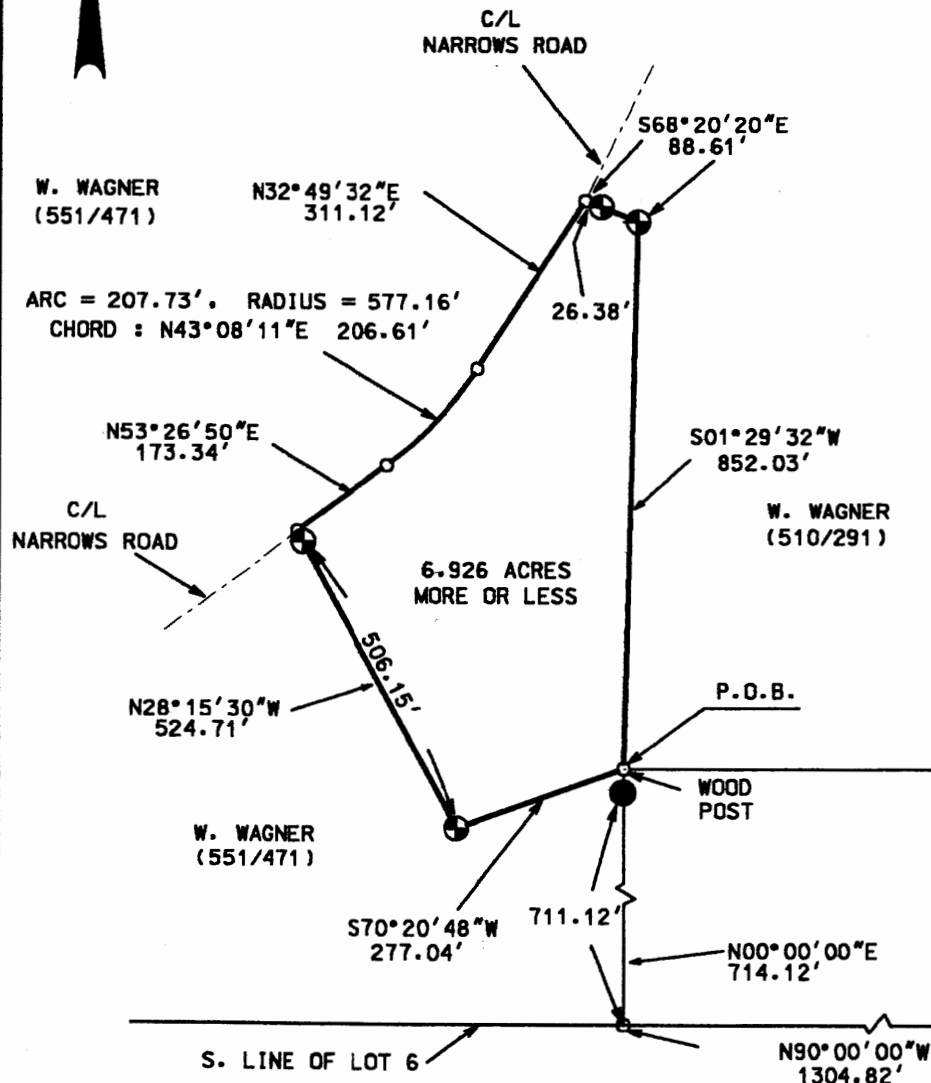 C/L
NARROWS ROAD
S68°20'20"E
88.61'
W. WAGNER
(551/471)
N32°49'32"E
311.12'
ARC = 207.73'. RADIUS = 577.16'
CHORD : N43°08'11"E 206.61'
26.38'
N53°26'50"E
173.34'
S01°29'32"W
852.03'
C/L
NARROWS ROAD
W. WAGNER
(510/291)
6.926 ACRES
MORE OR LESS
506.15'
N28°15'30"W
524.71'
P.O.B.
WOOD
POST
W. WAGNER
(551/471)
S70°20'48"W
277.04'
711.12'
N00°00'00"E
714.12'
S. LINE OF LOT 6
N90°00'00"W
1304.82'